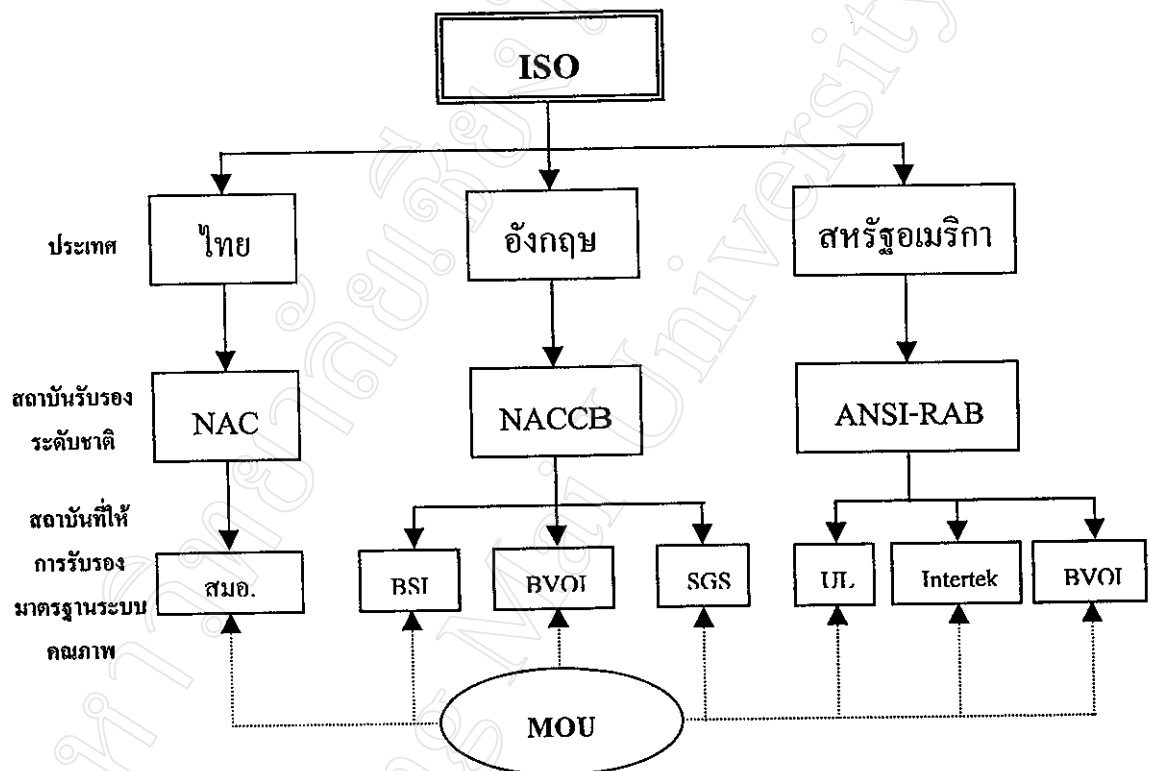 ISO
ประเทศ
ไทย
อังกฤษ
สหรัฐอเมริกา
สถาบันรับรอง
ระดับชาติ
NAC
NACCB
ANSI-RAB
สถาบันที่ให้
การรับรอง
มาตรฐานระบบ
คุณภาพ
สมอ.
BSI
BVQI
SGS
UL
Intertek
BVQI
MOU
Mai University